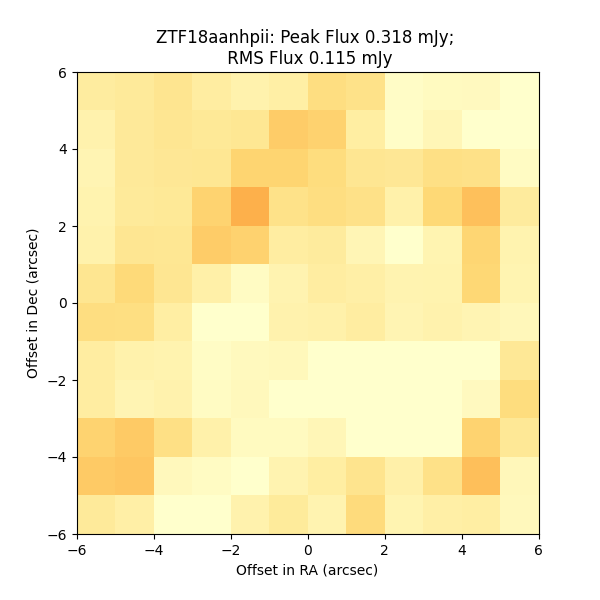 ZTF18aanhpii: Peak Flux 0.318 mJy;
RMS Flux 0.115 mJy
6
4
2
0
−2
−4
−6
Offset in Dec (arcsec)
−6 −4 −2 0 2 4 6
Offset in RA (arcsec)